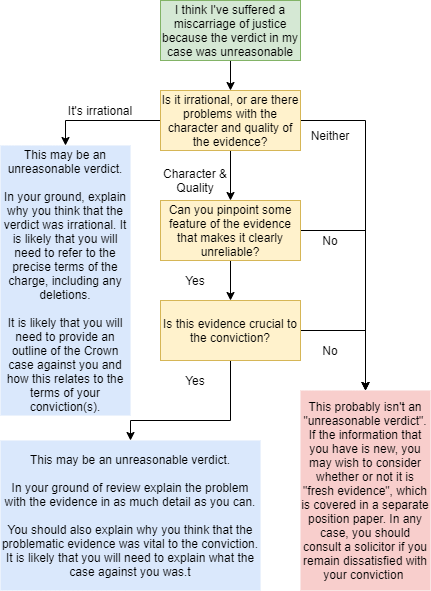 I think I've suffered a
miscarriage of justice
because the verdict in my
case was unreasonable
Is it irrational, or are there
problems with the
character and quality of
the evidence?
It's irrational
Neither
This may be an
unreasonable verdict.
In your ground, explain
why you think that the
verdict was irrational. It
is likely that you will
need to refer to the
precise terms of the
charge, including any
deletions.
It is likely that you will
need to provide an
outline of the Crown
case against you and
how this relates to the
terms of your
conviction(s).
Character &
Quality
Can you pinpoint some
feature of the evidence
that makes it clearly
unreliable?
No
Yes
Is this evidence crucial to
the conviction?
No
Yes
This may be an unreasonable verdict.
In your ground of review explain the problem
with the evidence in as much detail as you can.
You should also explain why you think that the
problematic evidence was vital to the conviction.
It is likely that you will need to explain what the
case against you was.t
This probably isn't an
"unreasonable verdict".
If the information that
you have is new, you
may wish to consider
whether or not it is
"fresh evidence", which
is covered in a separate
position paper. In any
case, you should
consult a solicitor if you
remain dissatisfied with
your conviction